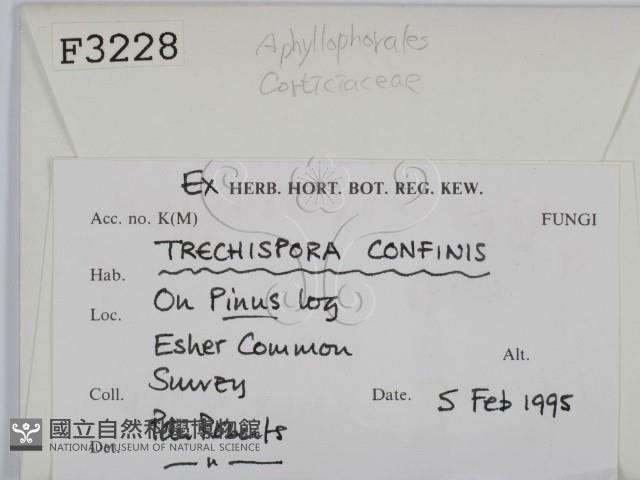 F3228
Aphyllophorales
Corticiaceae
Ex HERB. HORT. BOT. REG. KEW.
Acc. no. K(M) FUNGI
TRECHISPORA CONFINIS
Hab.
On Pinus log
Loc.
Esher Common
Alt.
Surrey
Coll. Date. 5 Feb 1995
Roberts
Det. — " —
國立自然科學博物館
NATIONAL MUSEUM OF NATURAL SCIENCE